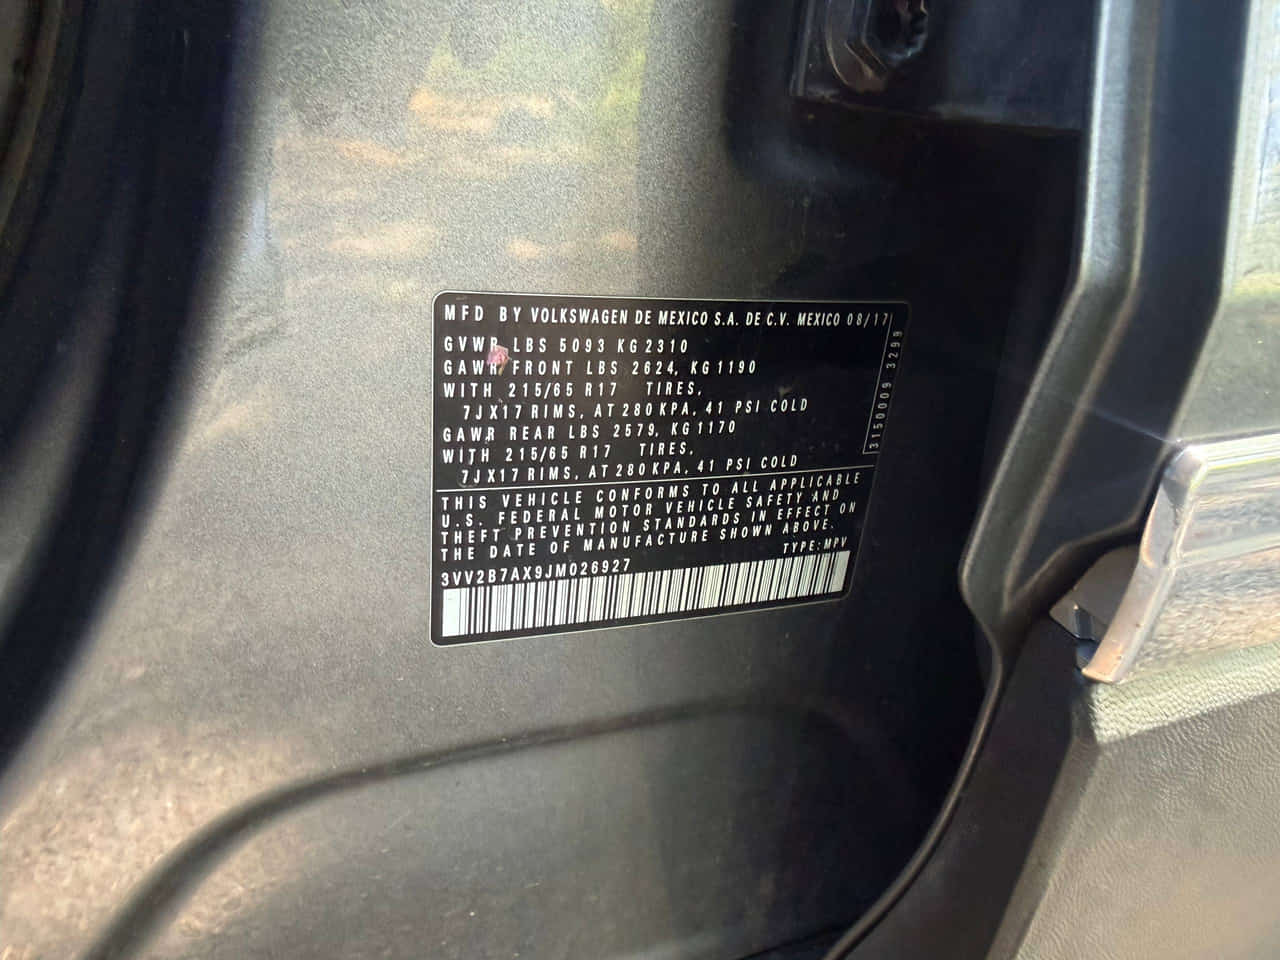 MFD BY VOLKSWAGEN DE MEXICO S.A. DE C.V. MEXICO 08/17
GVWR LBS 5093 KG 2310
GAWR FRONT LBS 2624, KG 1190
WITH 215/65 R17 TIRES,
7JX17 RIMS, AT 280 KPA, 41 PSI COLD
GAWR REAR LBS 2579, KG 1170
WITH 215/65 R17 TIRES,
7JX17 RIMS, AT 280 KPA, 41 PSI COLD
3150009 3299
THIS VEHICLE CONFORMS TO ALL APPLICABLE
U.S. FEDERAL MOTOR VEHICLE SAFETY AND
THEFT PREVENTION STANDARDS IN EFFECT ON
THE DATE OF MANUFACTURE SHOWN ABOVE.
TYPE: MPV
3VV2B7AX9JM026927